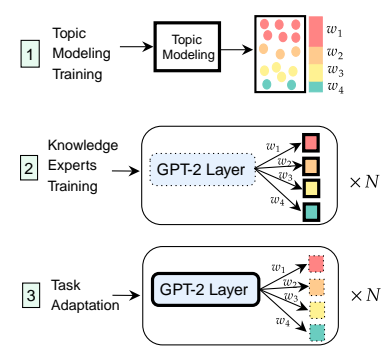 1
Topic
Modeling
Training
Topic
Modeling
w₁
w₂
w₃
w₄
2
Knowledge
Experts
Training
GPT-2 Layer
w₁
w₂
w₃
w₄
× N
3
Task
Adaptation
GPT-2 Layer
w₁
w₂
w₃
w₄
× N